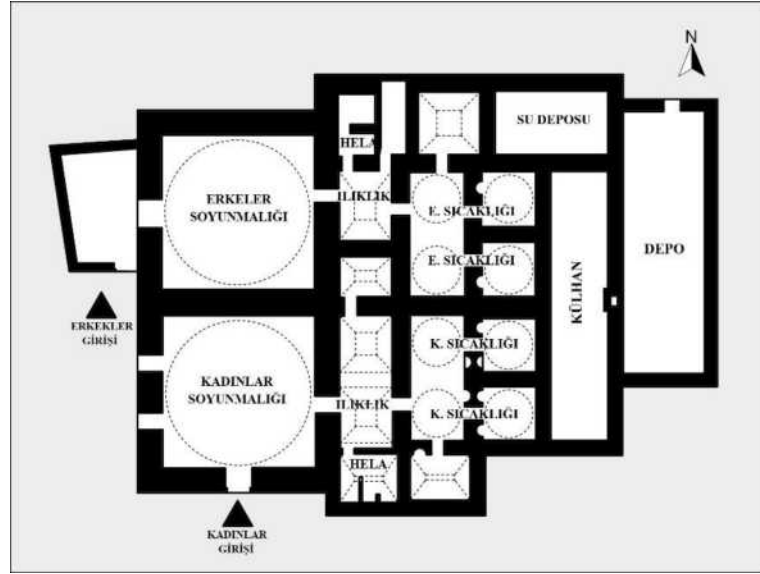 N
HELA
SU DEPOSU
ERKELER
SOYUNMALIĞI
ILIKLIK
E. SICAKLIĞI
E. SICAKLIĞI
DEPO
KÜLHAN
ERKEKLER
GİRİŞİ
K. SICAKLIĞI
KADINLAR
SOYUNMALIĞI
ILIKLIK
K. SICAKLIĞI
HELA
KADINLAR
GİRİŞİ